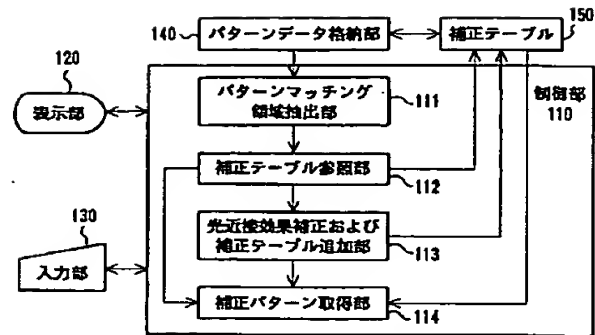 140
パターンデータ格納部
150
補正テーブル
120
表示部
制御部
110
パターンマッチング
領域抽出部
111
補正テーブル参照部
112
光近接効果補正および
補正テーブル追加部
113
130
入力部
補正パターン取得部
114